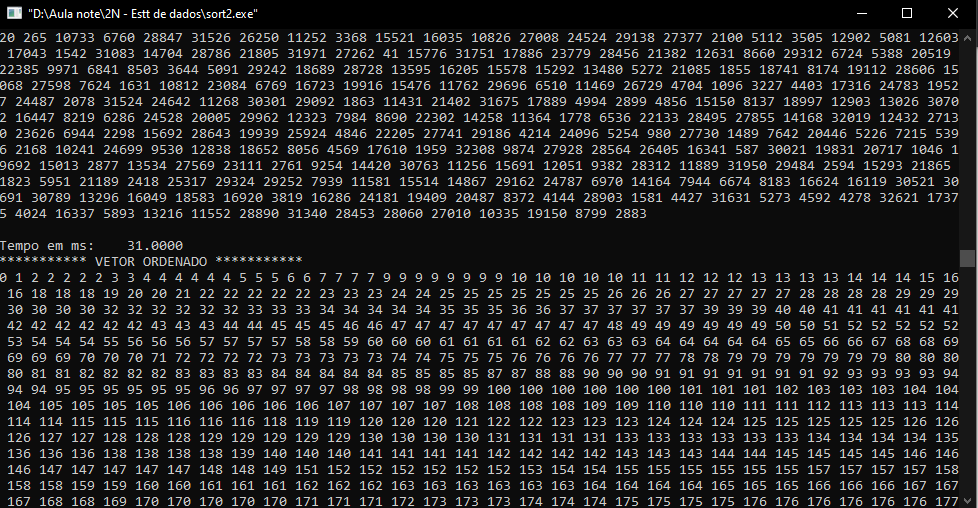 "D:\Aula note\2N - Estt de dados\sort2.exe"
20 265 10733 6760 28847 31526 26250 11252 3368 15521 16035 10826 27008 24524 29138 27377 2100 5112 3505 12902 5081 12603
17043 1542 31083 14704 28786 21805 31971 27262 41 15776 31751 17886 23779 28456 21382 12631 8660 29312 6724 5388 20519
22385 9971 6841 8503 3644 5091 29242 18689 28728 13595 16205 15578 15292 13480 5272 21085 1855 18741 8174 19112 28606 15
068 27598 7624 1631 10812 23084 6769 16723 19916 15476 11762 29696 6510 11469 26729 4704 1096 3227 4403 17316 24783 1952
7 24487 2078 31524 24642 11268 30301 29092 1863 11431 21402 31675 17889 4994 2899 4856 15150 8137 18997 12903 13026 3070
2 16447 8219 6286 24528 20005 29962 12323 7984 8690 22302 14258 11364 1778 6536 22133 28495 27855 14168 32019 12432 2713
0 23626 6944 2298 15692 28643 19939 25924 4846 22205 27741 29186 4214 24096 5254 980 27730 1489 7642 20446 5226 7215 539
6 2168 10241 24699 9530 12838 18652 8056 4569 17610 1959 32308 9874 27928 28564 26405 16341 587 30021 19831 20717 1046 1
9692 15013 2877 13534 27569 23111 2761 9254 14420 30763 11256 15691 12051 9382 28312 11889 31950 29484 2594 15293 21865
1823 5951 21189 2418 25317 29324 29252 7939 11581 15514 14867 29162 24787 6970 14164 7944 6674 8183 16624 16119 30521 30
691 30789 13296 16049 18583 16920 3819 16286 24181 19409 20487 8372 4144 28903 1581 4427 31631 5273 4592 4278 32621 1737
5 4024 16337 5893 13216 11552 28890 31340 28453 28060 27010 10335 19150 8799 2883
Tempo em ms: 31.0000
*********** VETOR ORDENADO ***********
0 1 2 2 2 2 2 3 3 4 4 4 4 4 4 5 5 5 6 6 7 7 7 7 9 9 9 9 9 9 9 9 10 10 10 10 10 11 11 12 12 12 13 13 13 13 14 14 14 15 16
16 18 18 18 19 20 20 21 22 22 22 22 22 22 23 23 23 24 24 25 25 25 25 25 25 25 26 26 26 27 27 27 27 27 28 28 28 28 29 29 29
30 30 30 30 32 32 32 32 32 32 33 33 33 34 34 34 34 34 35 35 35 36 36 37 37 37 37 37 37 39 39 39 40 40 41 41 41 41 41 41
42 42 42 42 42 42 43 43 43 44 44 45 45 45 46 46 47 47 47 47 47 47 47 47 47 48 49 49 49 49 49 49 50 50 51 52 52 52 52 52
53 54 54 54 55 56 56 56 57 57 57 57 58 58 59 60 60 60 61 61 61 61 62 62 63 63 63 64 64 64 64 64 65 65 66 66 67 68 68 69
69 69 69 70 70 70 71 72 72 72 72 73 73 73 73 73 74 74 75 75 75 76 76 76 76 77 77 77 78 78 79 79 79 79 79 79 79 80 80 80
80 81 81 82 82 82 82 82 83 83 83 84 84 84 84 84 85 85 85 85 87 87 88 88 90 90 90 91 91 91 91 91 91 91 92 93 93 93 93 94
94 94 95 95 95 95 95 95 96 96 97 97 97 97 98 98 98 98 99 99 100 100 100 100 100 100 101 101 101 102 103 103 103 104 104
104 105 105 105 105 106 106 106 106 106 107 107 107 107 108 108 108 108 109 109 110 110 110 111 111 112 113 113 113 114
114 114 115 115 115 116 116 116 118 119 119 120 120 120 121 122 122 123 123 123 124 124 124 125 125 125 125 125 126 126
126 127 127 128 128 128 129 129 129 129 129 130 130 130 130 131 131 131 131 133 133 133 133 133 133 134 134 134 134 135
136 136 136 138 138 138 138 139 140 140 140 141 141 141 141 141 142 142 142 142 143 143 143 144 144 145 145 145 145 146
146 147 147 147 147 148 148 149 151 152 152 152 152 152 152 153 154 154 155 155 155 155 155 155 157 157 157 157 157 158
158 158 159 159 160 160 161 161 161 162 162 162 163 163 163 163 163 163 164 164 164 164 165 165 165 166 166 166 167 167
167 168 168 169 170 170 170 170 170 171 171 171 172 173 173 173 174 174 174 175 175 175 175 176 176 176 176 176 176 177